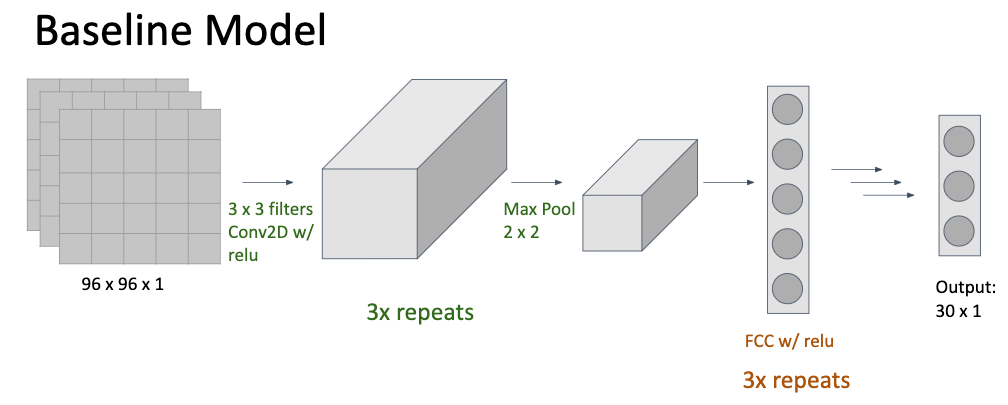 Baseline Model
96 x 96 x 1
3 x 3 filters
Conv2D w/
relu
3x repeats
Max Pool
2 x 2
FCC w/ relu
3x repeats
Output:
30 x 1